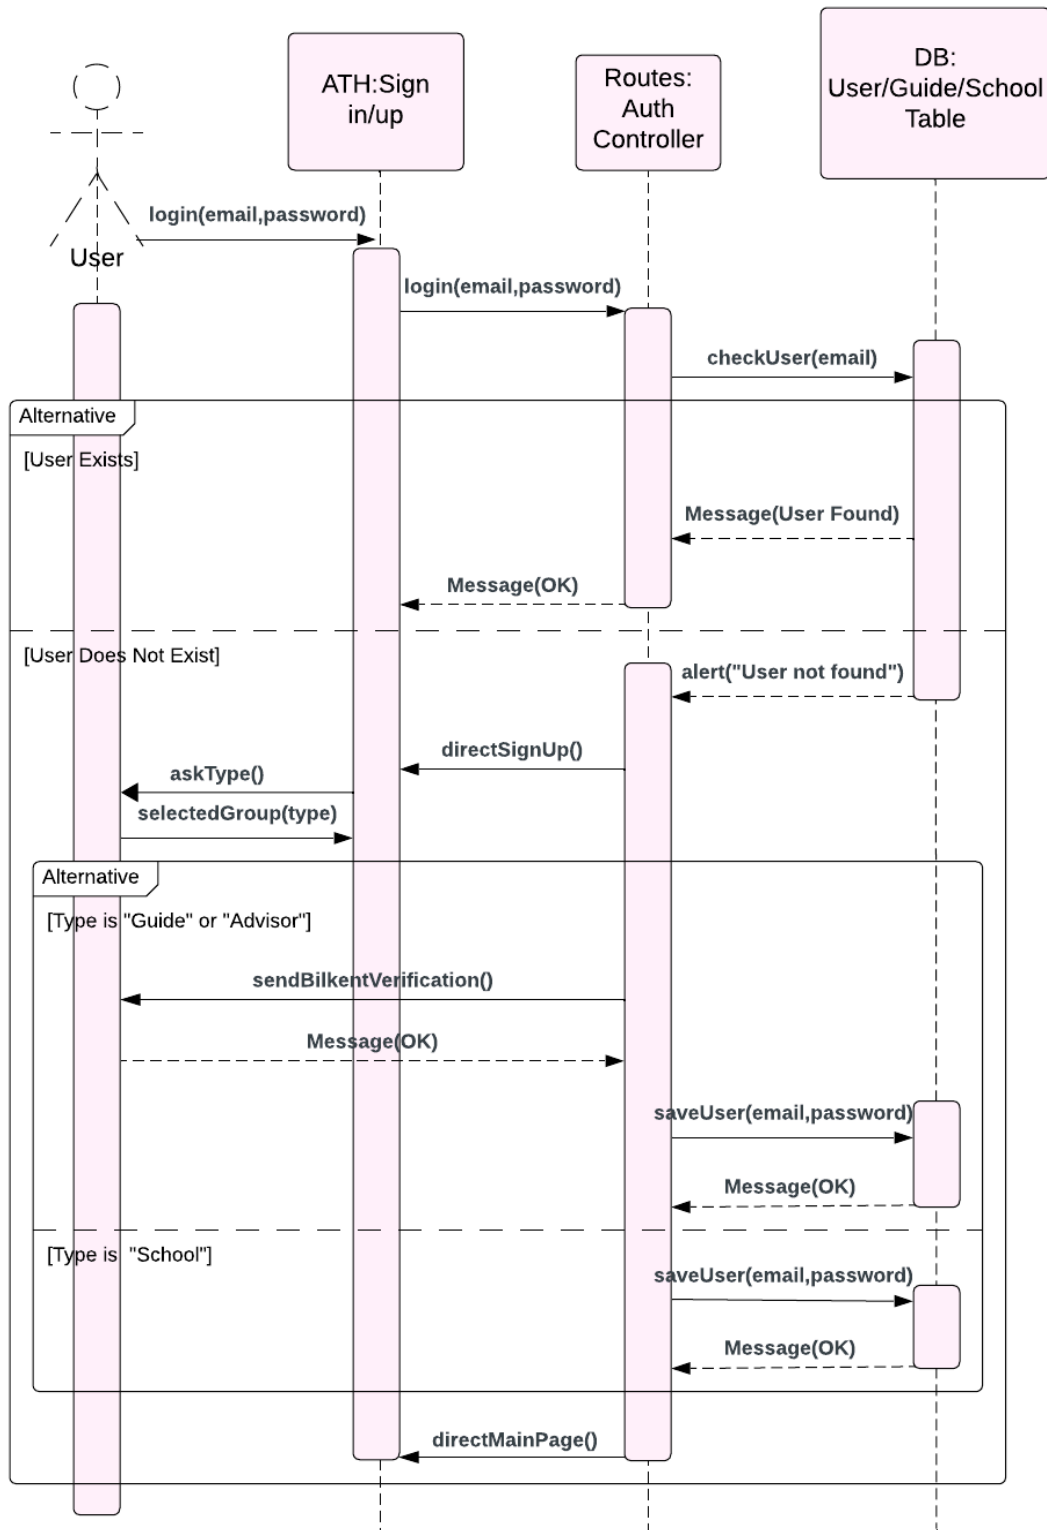 ATH:Sign
in/up
Routes:
Auth
Controller
DB:
User/Guide/School
Table
User
login(email,password)
login(email,password)
checkUser(email)
Alternative
[User Exists]
Message(User Found)
Message(OK)
[User Does Not Exist]
alert("User not found")
directSignUp()
askType()
selectedGroup(type)
Alternative
[Type is "Guide" or "Advisor"]
sendBilkentVerification()
Message(OK)
saveUser(email,password)
Message(OK)
[Type is  "School"]
saveUser(email,password)
Message(OK)
directMainPage()